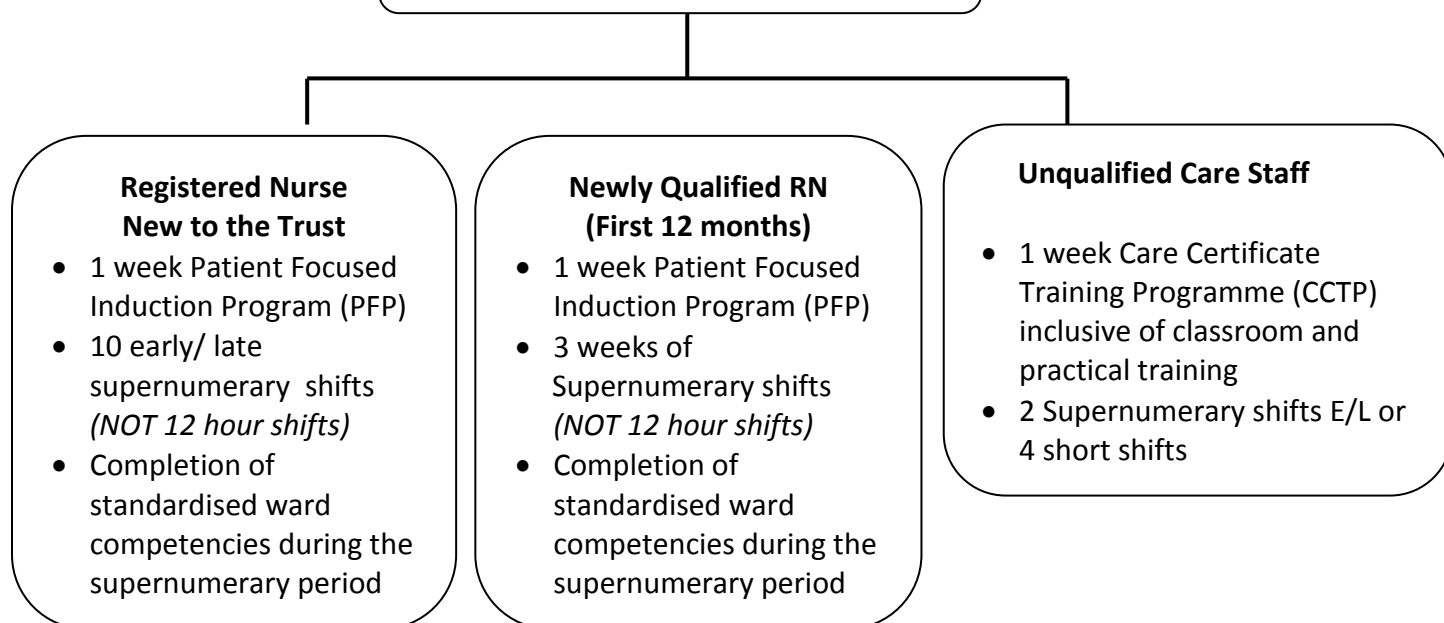 Registered Nurse
New to the Trust
• 1 week Patient Focused
Induction Program (PFP)
• 10 early/ late
supernumerary shifts
(NOT 12 hour shifts)
• Completion of
standardised ward
competencies during the
supernumerary period
Newly Qualified RN
(First 12 months)
• 1 week Patient Focused
Induction Program (PFP)
• 3 weeks of
Supernumerary shifts
(NOT 12 hour shifts)
• Completion of
standardised ward
competencies during the
supernumerary period
Unqualified Care Staff
• 1 week Care Certificate
Training Programme (CCTP)
inclusive of classroom and
practical training
• 2 Supernumerary shifts E/L or
4 short shifts